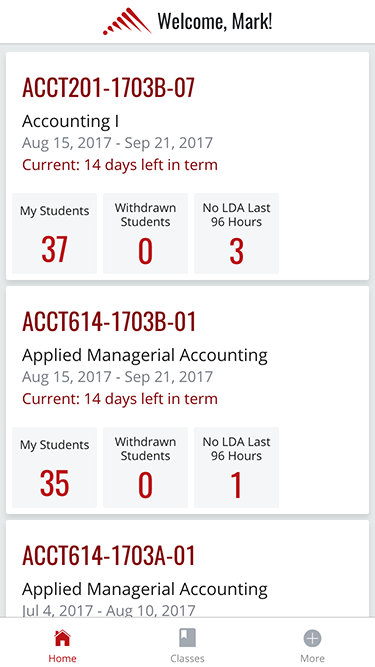 Welcome, Mark!
ACCT201-1703B-07
Accounting I
Aug 15, 2017 - Sep 21, 2017
Current: 14 days left in term
My Students
Withdrawn
Students
No LDA Last
96 Hours
37
0
3
ACCT614-1703B-01
Applied Managerial Accounting
Aug 15, 2017 - Sep 21, 2017
Current: 14 days left in term
My Students
Withdrawn
Students
No LDA Last
96 Hours
35
0
1
ACCT614-1703A-01
Applied Managerial Accounting
Jul 4, 2017 - Aug 10, 2017
Home
Classes
More